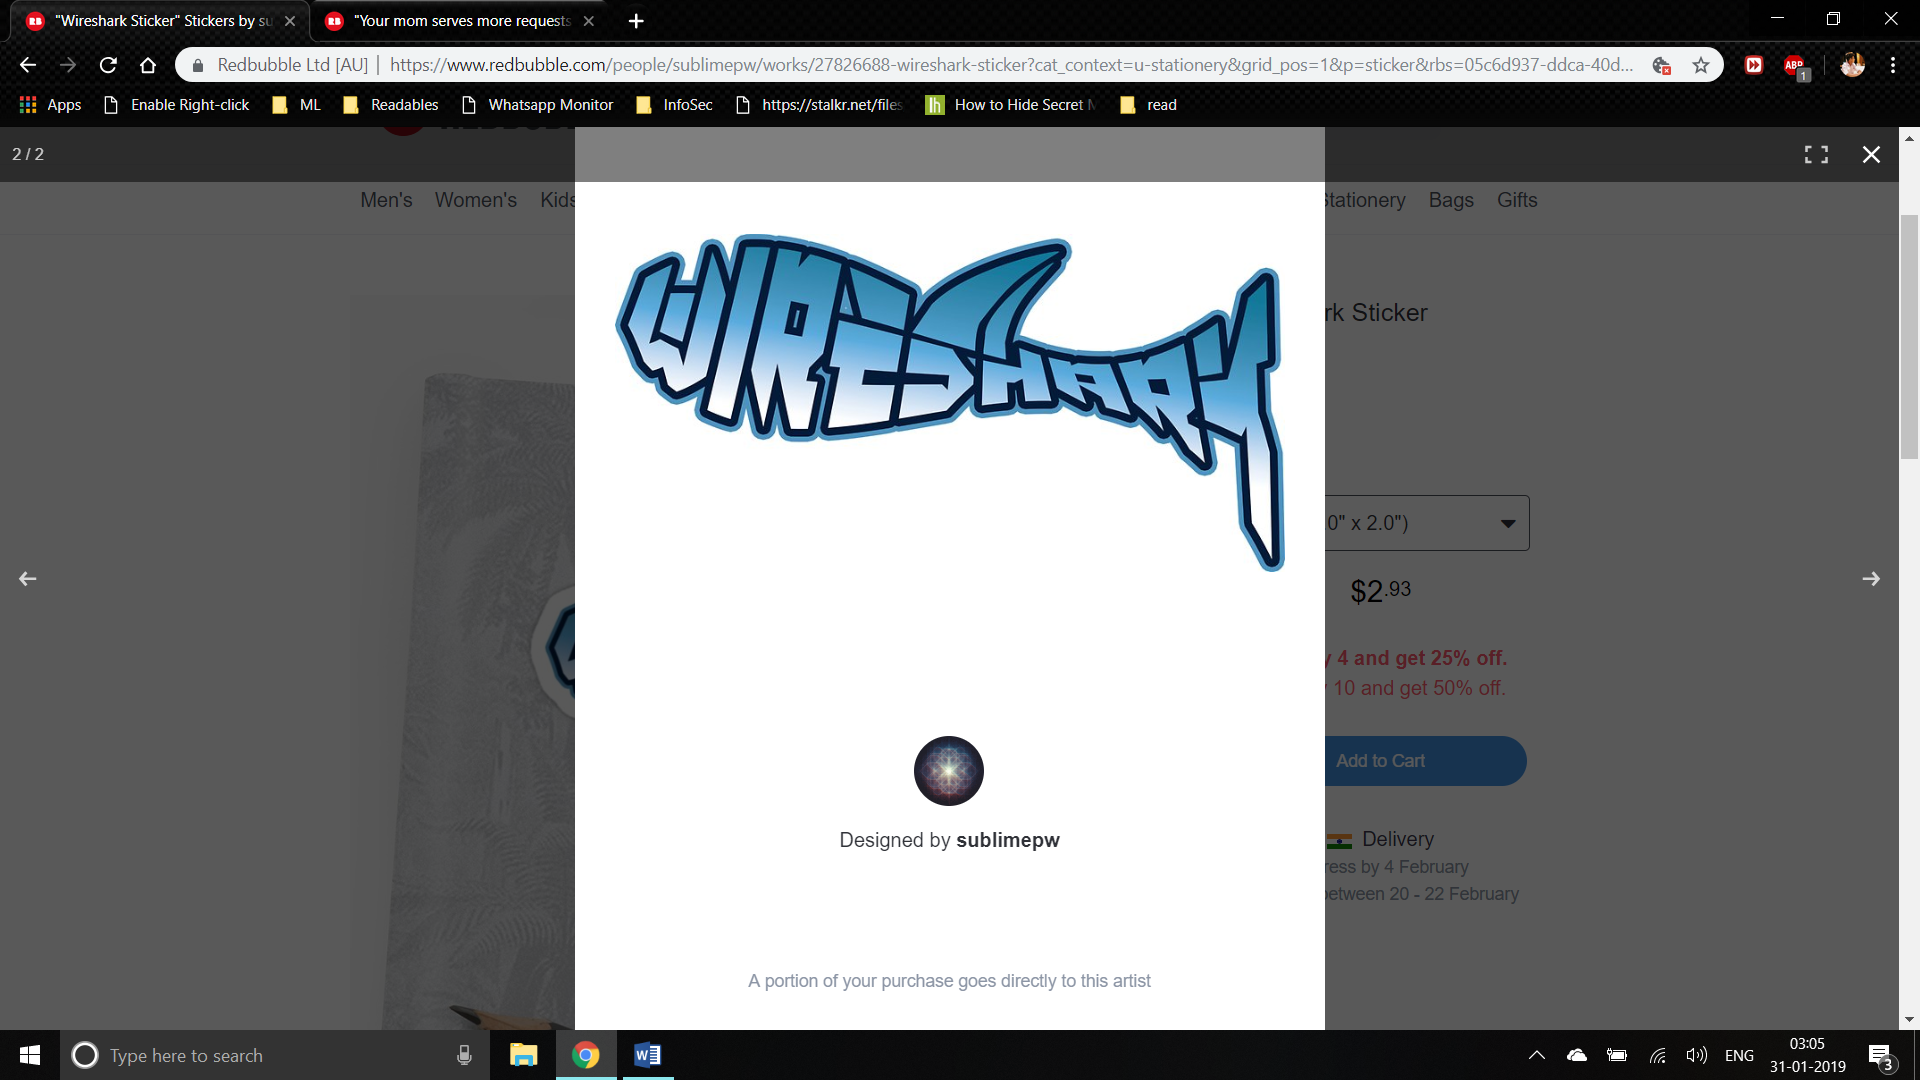 "Wireshark Sticker" Stickers by su
"Your mom serves more requests
Redbubble Ltd [AU] | https://www.redbubble.com/people/sublimepw/works/27826688-wireshark-sticker?cat_context=u-stationery&grid_pos=1&p=sticker&rbs=05c6d937-ddca-40d...
ABP
1
Apps
Enable Right-click
ML
Readables
Whatsapp Monitor
InfoSec
https://stalkr.net/files
How to Hide Secret M
read
2 / 2
Men's
Women's
Kids
Stationery
Bags
Gifts
WIRESHARK
rk Sticker
.0" x 2.0")
$2.93
y 4 and get 25% off.
10 and get 50% off.
Add to Cart
Designed by sublimepw
Delivery
ress by 4 February
between 20 - 22 February
A portion of your purchase goes directly to this artist
Type here to search
ENG
03:05
31-01-2019
3